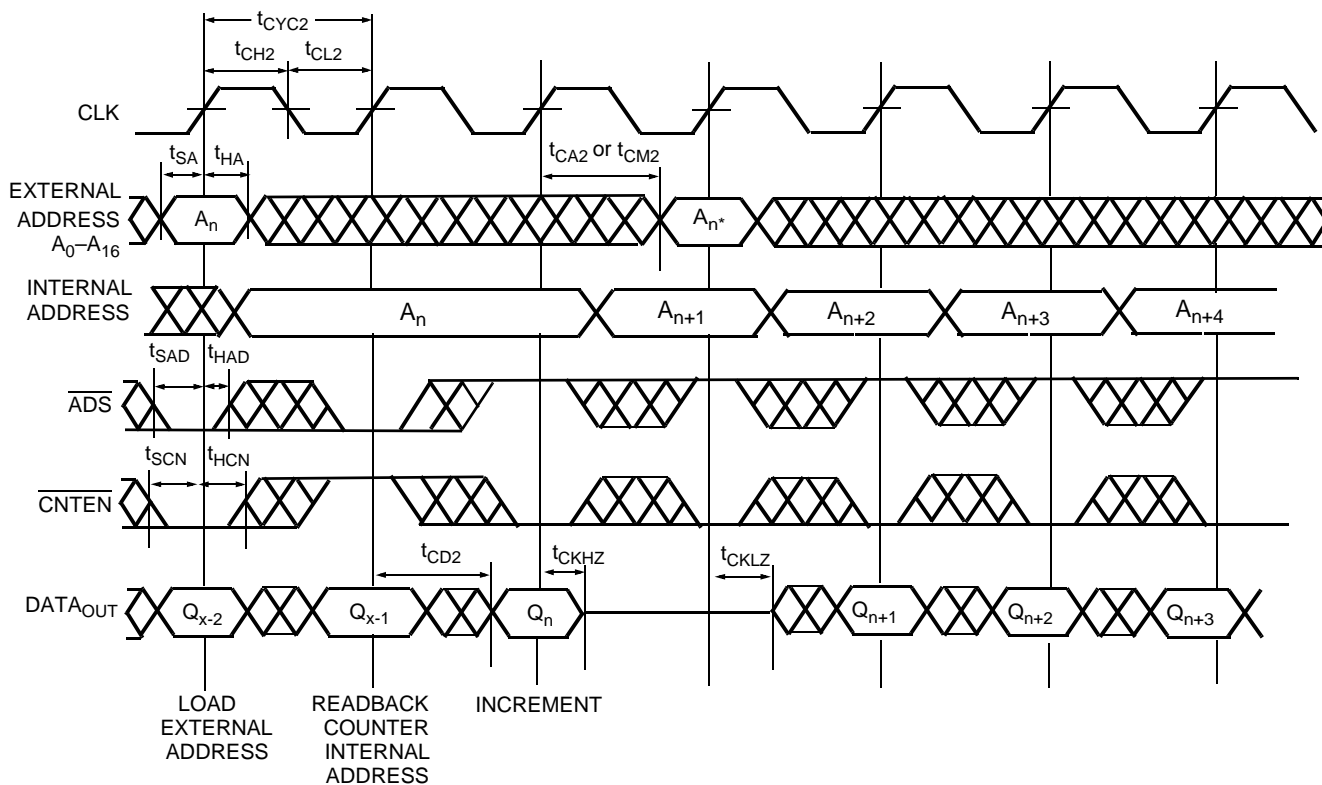 tCYC2
tCH2 tCL2
CLK
tSA tHA tCA2 or tCM2
EXTERNAL
ADDRESS An An*
A0–A16
INTERNAL
ADDRESS An An+1 An+2 An+3 An+4
tSAD tHAD
ADS
tSCN tHCN
CNTEN
tCD2 tCKHZ tCKLZ
DATAOUT Qx-2 Qx-1 Qn Qn+1 Qn+2 Qn+3
LOAD READBACK INCREMENT
EXTERNAL COUNTER
ADDRESS INTERNAL
ADDRESS